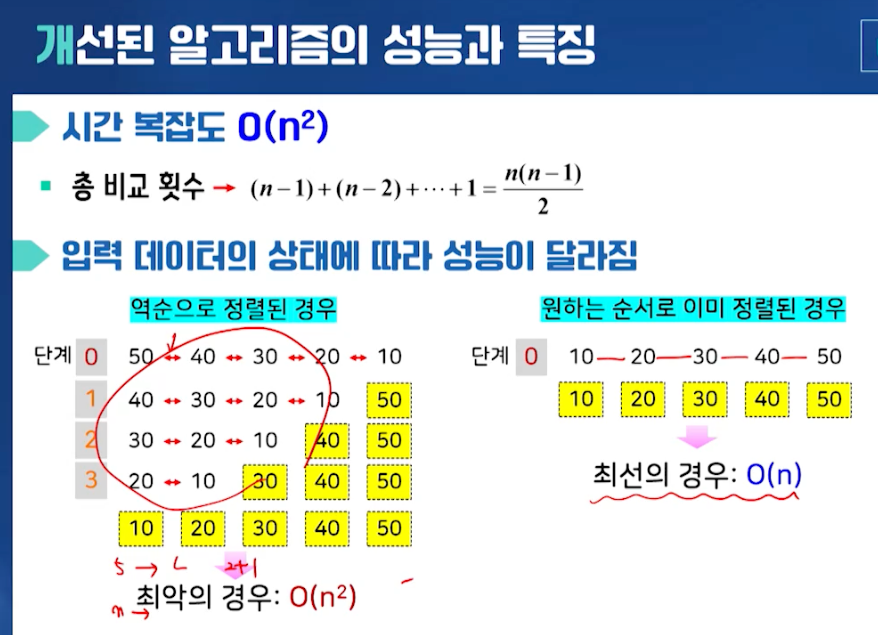 개선된 알고리즘의 성능과 특징
시간 복잡도 O(n²)
총 비교 횟수 → (n−1)+(n−2)+⋯+1 = n(n−1)/2
입력 데이터의 상태에 따라 성능이 달라짐
역순으로 정렬된 경우
단계 0 50 ↔ 40 ↔ 30 ↔ 20 ↔ 10
1 40 ↔ 30 ↔ 20 ↔ 10 50
2 30 ↔ 20 ↔ 10 40 50
3 20 ↔ 10 30 40 50
10 20 30 40 50
5 →
2+1
n →
최악의 경우: O(n²)
원하는 순서로 이미 정렬된 경우
단계 0 10 20 30 40 50
10 20 30 40 50
최선의 경우: O(n)